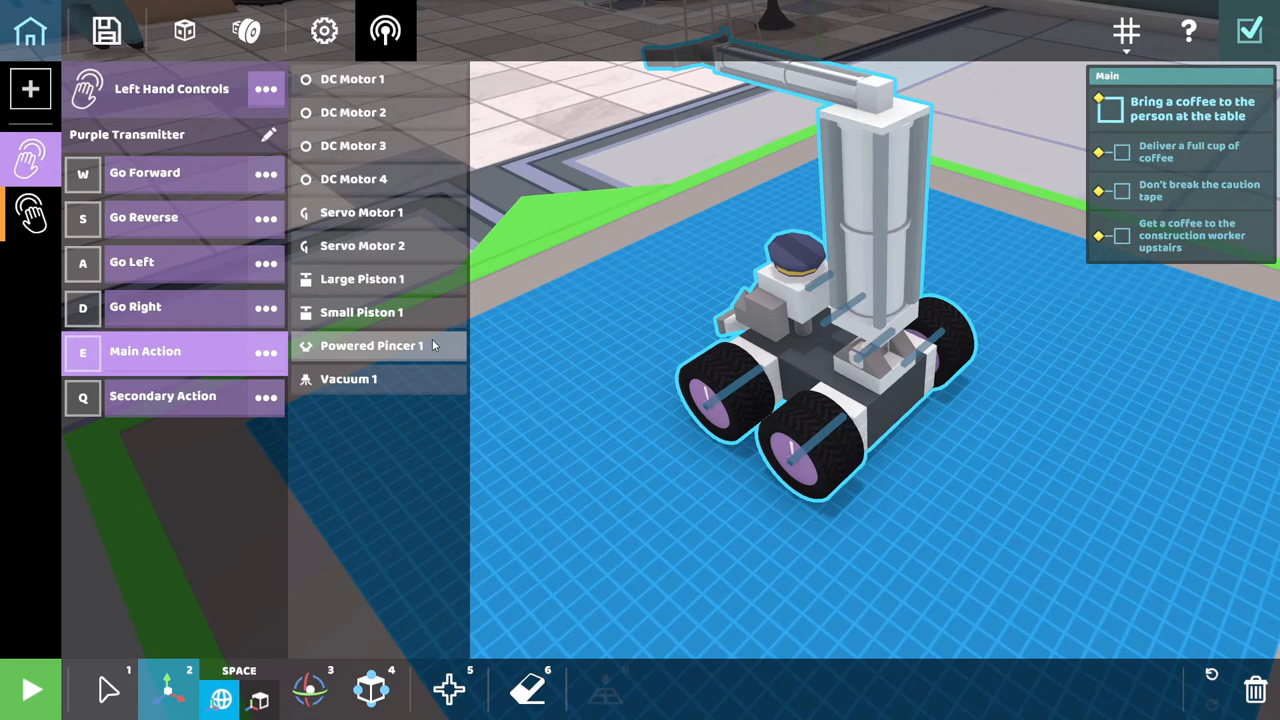 Left Hand Controls
Purple Transmitter
W Go Forward
S Go Reverse
A Go Left
D Go Right
E Main Action
Q Secondary Action
DC Motor 1
DC Motor 2
DC Motor 3
DC Motor 4
Servo Motor 1
Servo Motor 2
Large Piston 1
Small Piston 1
Powered Pincer 1
Vacuum 1
?
Main
Bring a coffee to the
person at the table
Deliver a full cup of
coffee
Don't break the caution
tape
Get a coffee to the
construction worker
upstairs
1
2
SPACE
3
4
5
6